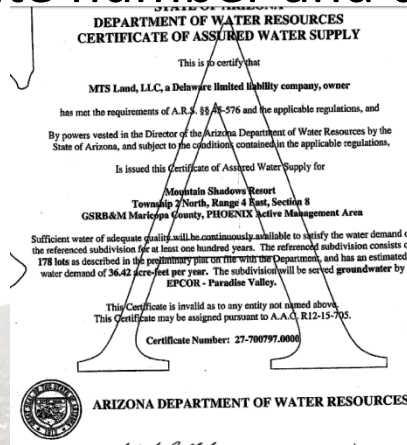 STATE OF ARIZONA
DEPARTMENT OF WATER RESOURCES
CERTIFICATE OF ASSURED WATER SUPPLY
This is to certify that
MTS Land, LLC, a Delaware limited liability company, owner
has met the requirements of A.R.S. §§ 45-576 and the applicable regulations, and
By powers vested in the Director of the Arizona Department of Water Resources by the
State of Arizona, and subject to the conditions contained in the applicable regulations,
Is issued this Certificate of Assured Water Supply for
Mountain Shadows Resort
Township 2 North, Range 4 East, Section 8
GSRB&M Maricopa County, PHOENIX Active Management Area
Sufficient water of adequate quality will be continuously available to satisfy the water demand o
the referenced subdivision for at least one hundred years. The referenced subdivision consists o
178 lots as described in the preliminary plat on file with the Department, and has an estimated
water demand of 36.42 acre-feet per year. The subdivision will be served groundwater by
EPCOR - Paradise Valley.
This Certificate is invalid as to any entity not named above.
This Certificate may be assigned pursuant to A.A.C. R12-15-705.
Certificate Number: 27-700797.0000
ARIZONA DEPARTMENT OF WATER RESOURCES